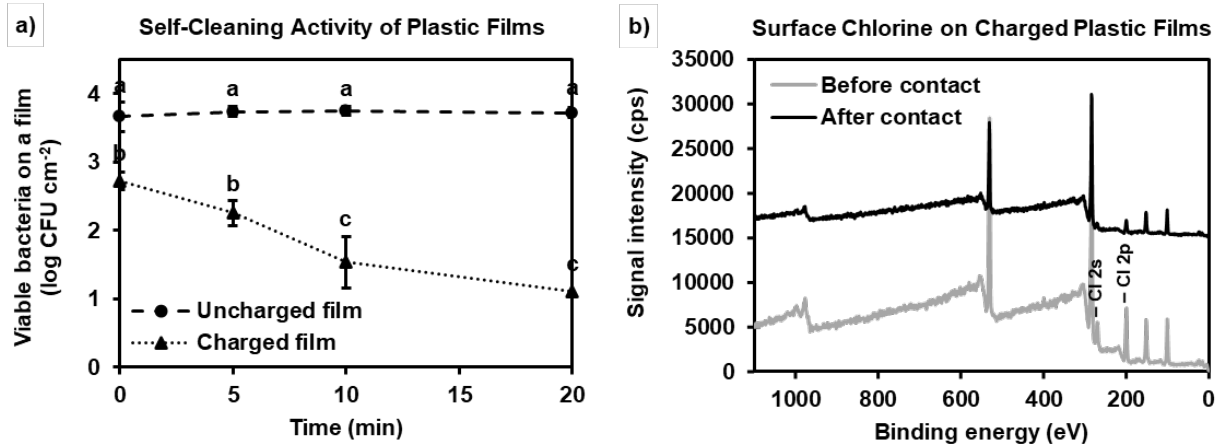 a)
Self-Cleaning Activity of Plastic Films
Viable bacteria on a film
(log CFU cm-2)
4
3
2
1
0
a
a
a
a
b
b
c
c
Uncharged film
Charged film
0
5
10
15
20
Time (min)
b)
Surface Chlorine on Charged Plastic Films
Signal intensity (cps)
35000
30000
25000
20000
15000
10000
5000
0
Before contact
After contact
– Cl 2s
– Cl 2p
1000
800
600
400
200
0
Binding energy (eV)